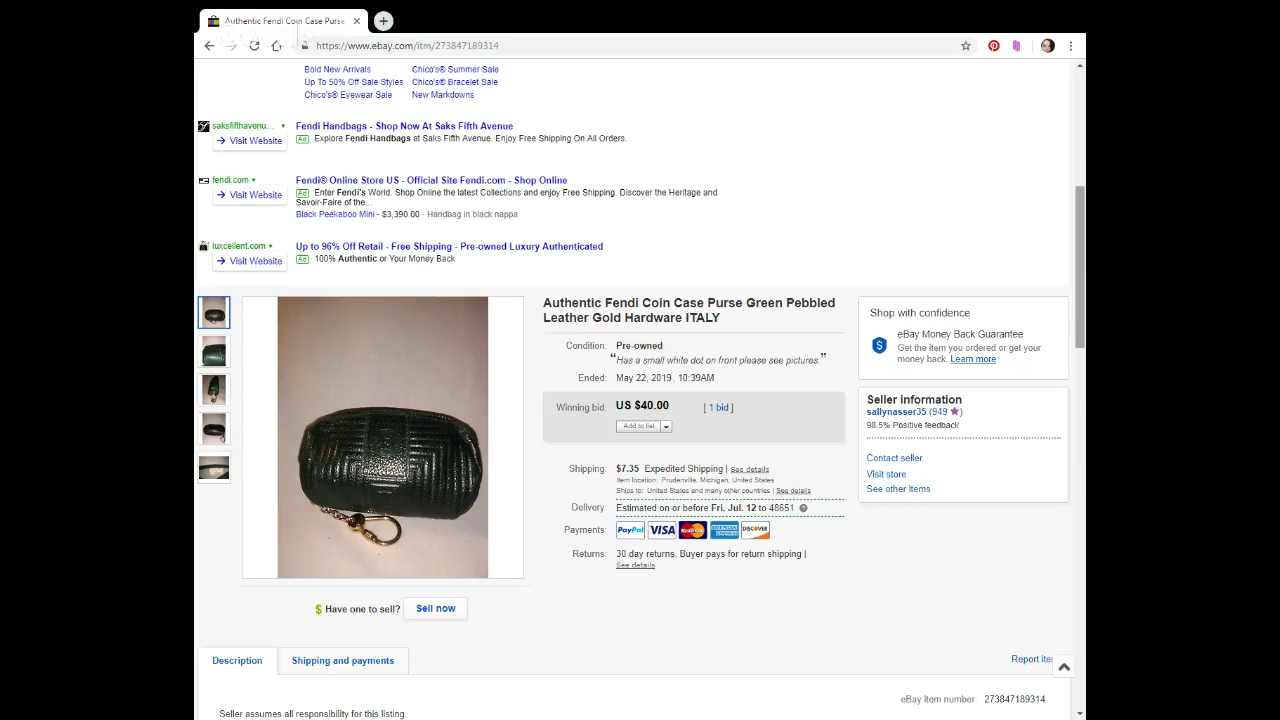 Authentic Fendi Coin Case Purse
https://www.ebay.com/itm/273847189314
Bold New Arrivals
Chico's® Summer Sale
Up To 50% Off Sale Styles
Chico's® Bracelet Sale
Chico's® Eyewear Sale
New Markdowns
saksfifthavenu...
Visit Website
Fendi Handbags - Shop Now At Saks Fifth Avenue
Ad Explore Fendi Handbags at Saks Fifth Avenue. Enjoy Free Shipping On All Orders.
fendi.com
Visit Website
Fendi® Online Store US - Official Site Fendi.com - Shop Online
Ad Enter Fendi's World. Shop Online the latest Collections and enjoy Free Shipping. Discover the Heritage and
Savoir-Faire of the...
Black Peekaboo Mini - $3,390.00 - Handbag in black nappa
luxcellent.com
Visit Website
Up to 96% Off Retail - Free Shipping - Pre-owned Luxury Authenticated
Ad 100% Authentic or Your Money Back
Authentic Fendi Coin Case Purse Green Pebbled
Leather Gold Hardware ITALY
Condition: Pre-owned
“Has a small white dot on front please see pictures.”
Ended: May 22, 2019 , 10:39AM
Winning bid: US $40.00 [ 1 bid ]
Add to list
Shipping: $7.35 Expedited Shipping | See details
Item location: Prudenville, Michigan, United States
Ships to: United States and many other countries | See details
Delivery: Estimated on or before Fri. Jul. 12 to 48651
Payments: PayPal VISA MasterCard AMERICAN EXPRESS DISCOVER
Returns: 30 day returns. Buyer pays for return shipping |
See details
Shop with confidence
eBay Money Back Guarantee
Get the item you ordered or get your
money back. Learn more
Seller information
sallynasser35 (949 )
98.5% Positive feedback
Contact seller
Visit store
See other items
$ Have one to sell? Sell now
Description
Shipping and payments
Report ite
eBay item number: 273847189314
Seller assumes all responsibility for this listing.